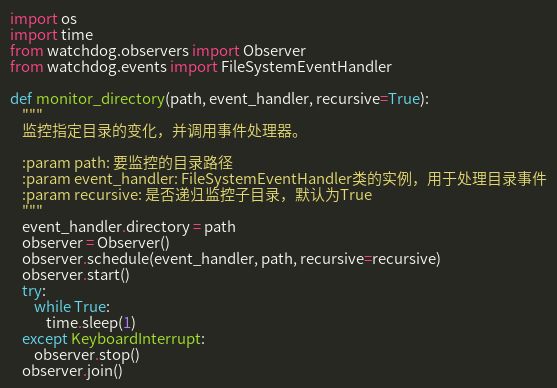 import os
import time
from watchdog.observers import Observer
from watchdog.events import FileSystemEventHandler

def monitor_directory(path, event_handler, recursive=True):
    """
    监控指定目录的变化，并调用事件处理器。

    :param path: 要监控的目录路径
    :param event_handler: FileSystemEventHandler类的实例，用于处理目录事件
    :param recursive: 是否递归监控子目录，默认为True
    """
    event_handler.directory = path
    observer = Observer()
    observer.schedule(event_handler, path, recursive=recursive)
    observer.start()
    try:
        while True:
            time.sleep(1)
    except KeyboardInterrupt:
        observer.stop()
    observer.join()